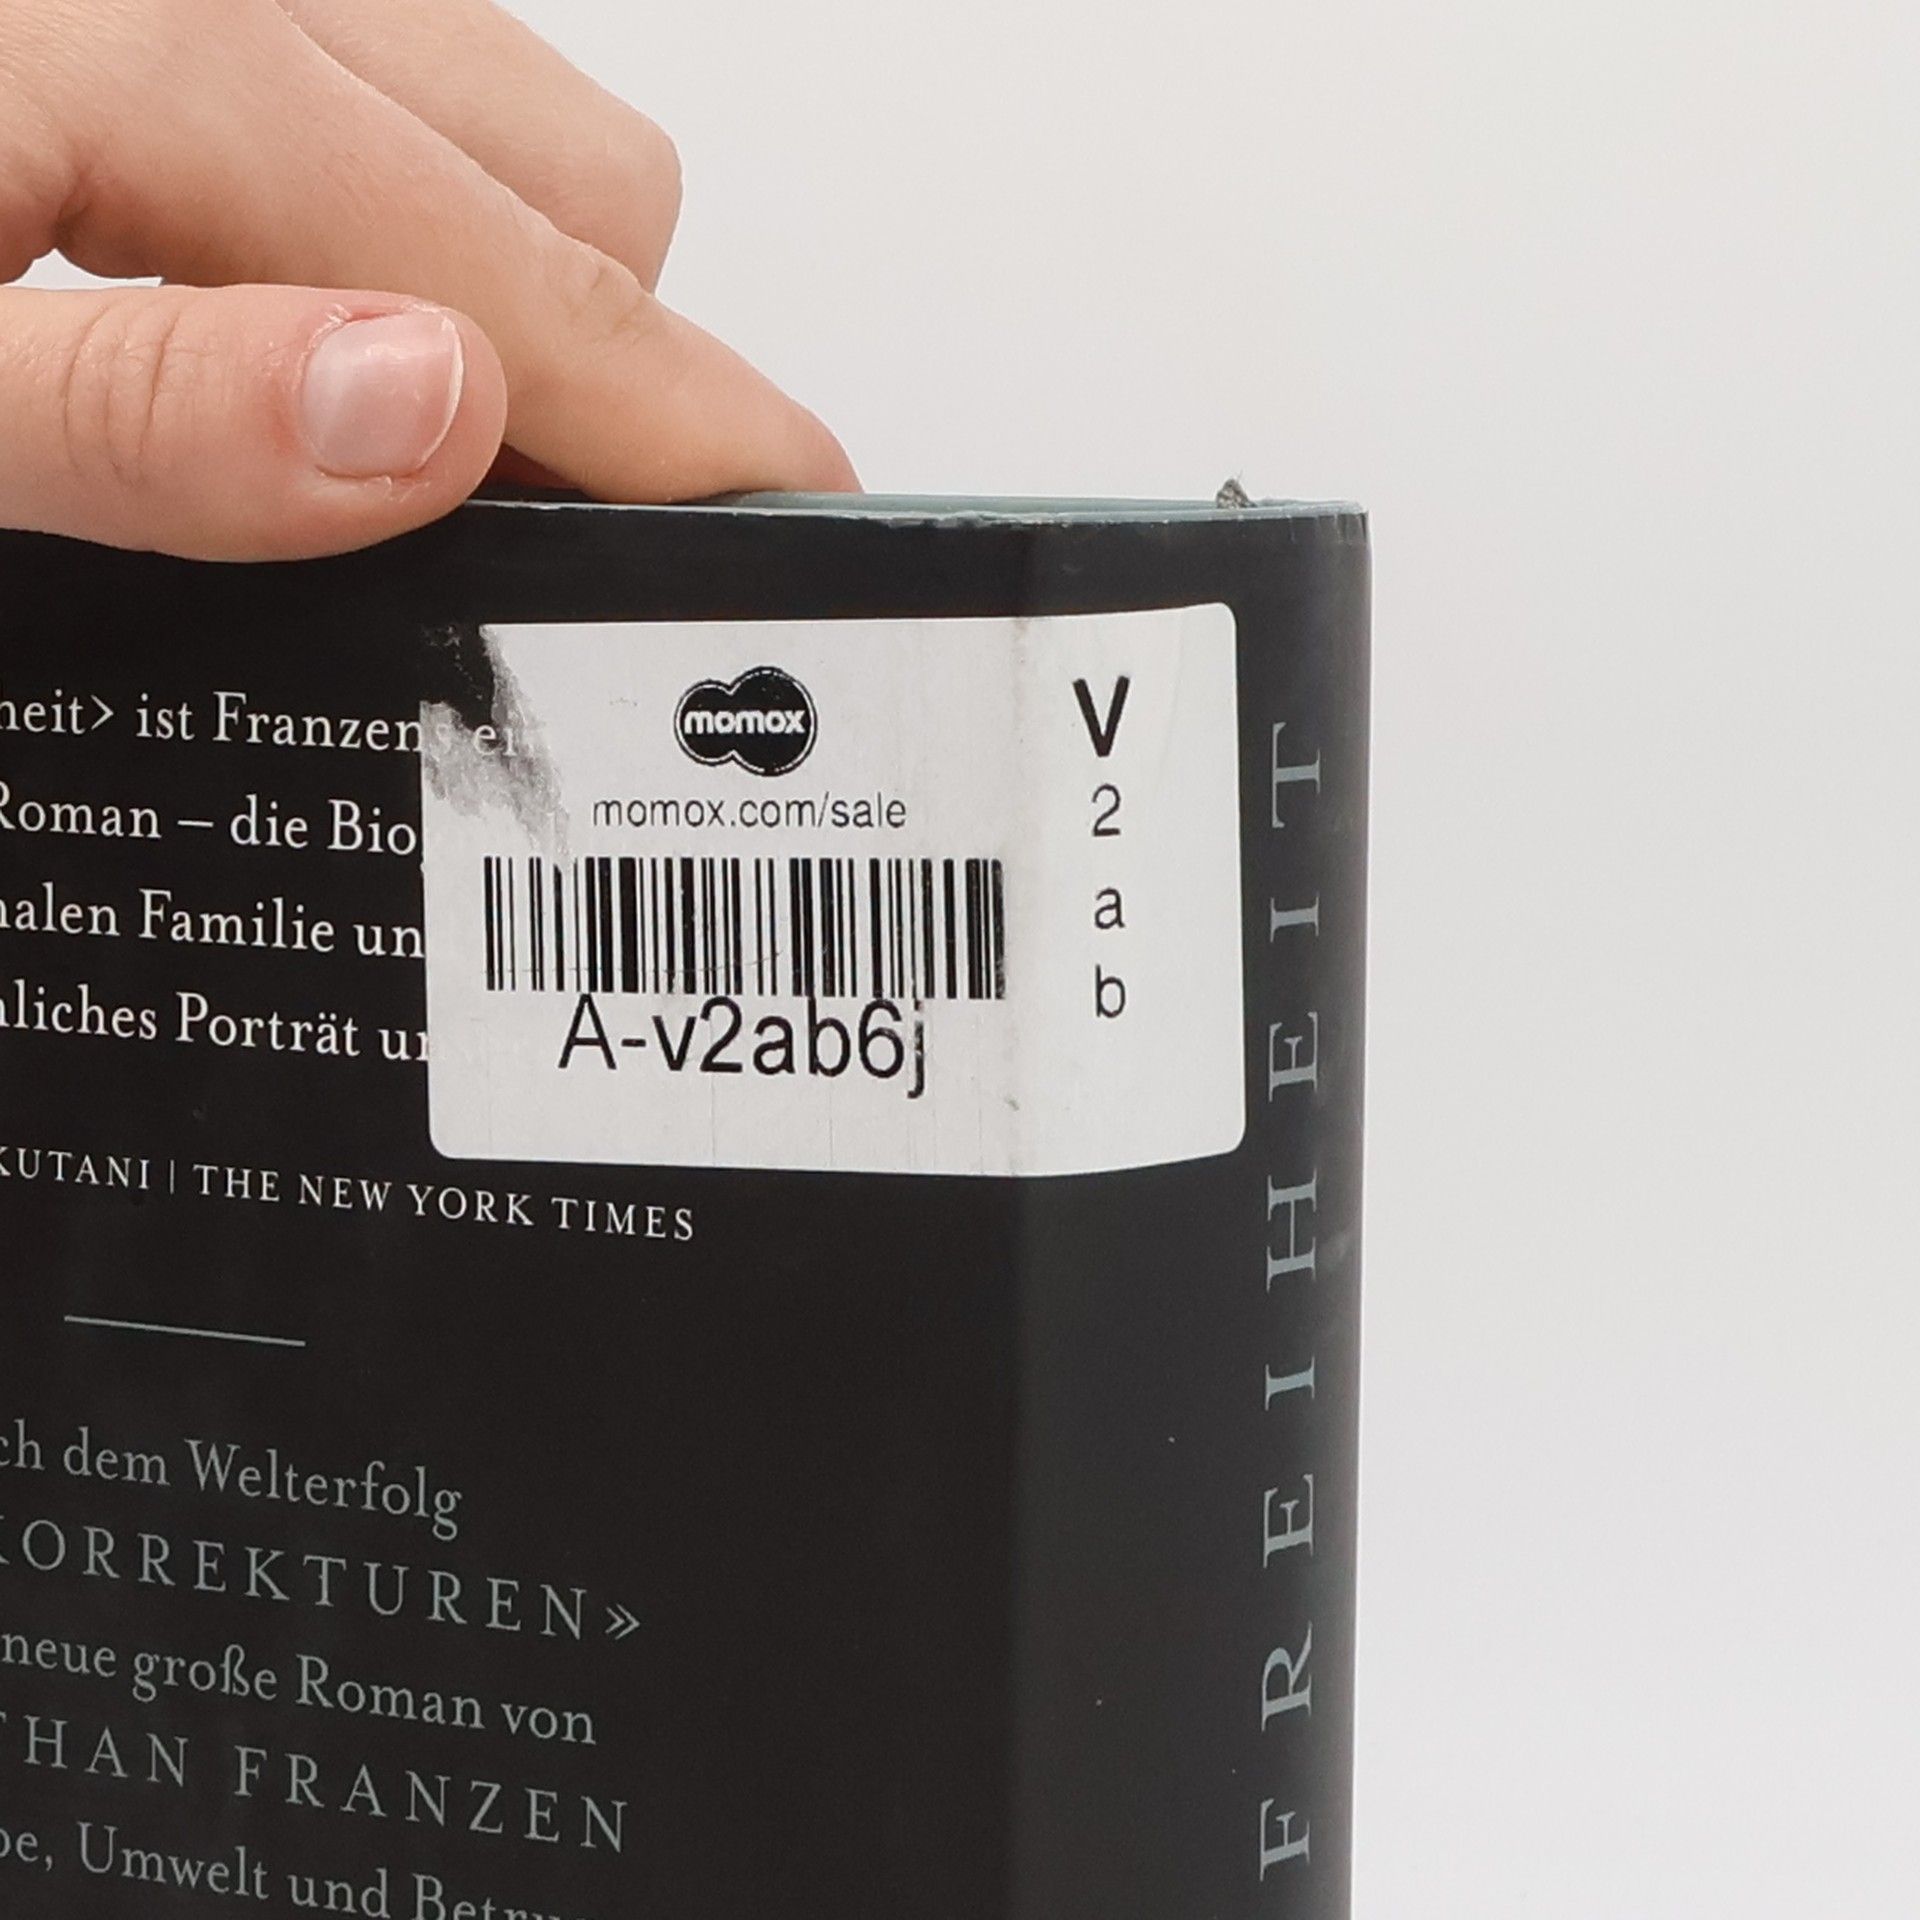 heit> ist Franzens
Roman – die Bio
nalen Familie un
nliches Porträt
KUTANI | THE NEW YORK TIMES
ch dem Welterfolg
KORREKTUREN»
neue große Roman von
THAN FRANZEN
be, Umwelt und
momox
momox.com/sale
A-v2ab6j
V
2
a
b
FREIHEIT